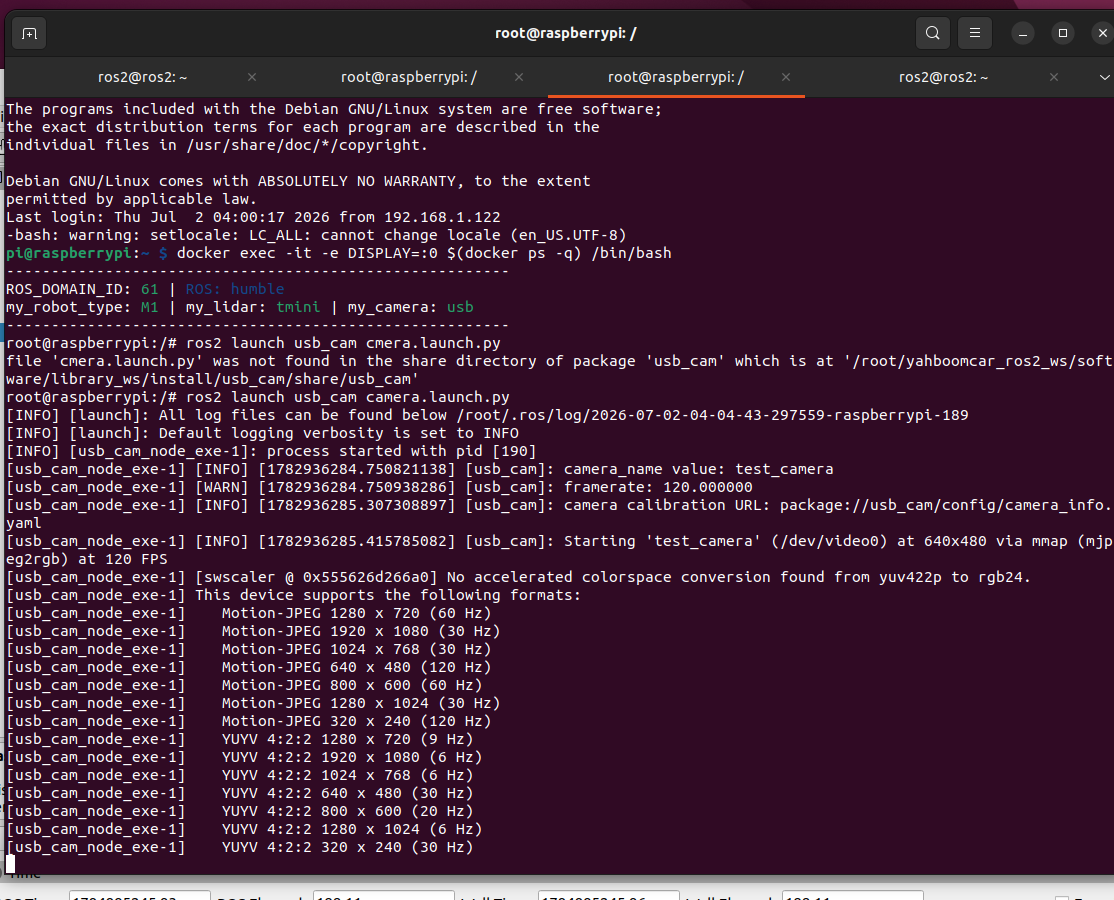 root@raspberrypi: /
ros2@ros2: ~
root@raspberrypi: /
root@raspberrypi: /
ros2@ros2: ~
The programs included with the Debian GNU/Linux system are free software;
the exact distribution terms for each program are described in the
individual files in /usr/share/doc/*/copyright.
Debian GNU/Linux comes with ABSOLUTELY NO WARRANTY, to the extent
permitted by applicable law.
Last login: Thu Jul  2 04:00:17 2026 from 192.168.1.122
-bash: warning: setlocale: LC_ALL: cannot change locale (en_US.UTF-8)
pi@raspberrypi:~ $ docker exec -it -e DISPLAY=:0 $(docker ps -q) /bin/bash
--------------------------------------------------------
ROS_DOMAIN_ID: 61 | ROS: humble
my_robot_type: M1 | my_lidar: tmini | my_camera: usb
--------------------------------------------------------
root@raspberrypi:/# ros2 launch usb_cam cmera.launch.py
file 'cmera.launch.py' was not found in the share directory of package 'usb_cam' which is at '/root/yahboomcar_ros2_ws/soft
ware/library_ws/install/usb_cam/share/usb_cam'
root@raspberrypi:/# ros2 launch usb_cam camera.launch.py
[INFO] [launch]: All log files can be found below /root/.ros/log/2026-07-02-04-04-43-297559-raspberrypi-189
[INFO] [launch]: Default logging verbosity is set to INFO
[INFO] [usb_cam_node_exe-1]: process started with pid [190]
[usb_cam_node_exe-1] [INFO] [1782936284.750821138] [usb_cam]: camera_name value: test_camera
[usb_cam_node_exe-1] [WARN] [1782936284.750938286] [usb_cam]: framerate: 120.000000
[usb_cam_node_exe-1] [INFO] [1782936285.307308897] [usb_cam]: camera calibration URL: package://usb_cam/config/camera_info.
yaml
[usb_cam_node_exe-1] [INFO] [1782936285.415785082] [usb_cam]: Starting 'test_camera' (/dev/video0) at 640x480 via mmap (mjp
eg2rgb) at 120 FPS
[usb_cam_node_exe-1] [swscaler @ 0x555626d266a0] No accelerated colorspace conversion found from yuv422p to rgb24.
[usb_cam_node_exe-1] This device supports the following formats:
[usb_cam_node_exe-1]    Motion-JPEG 1280 x 720 (60 Hz)
[usb_cam_node_exe-1]    Motion-JPEG 1920 x 1080 (30 Hz)
[usb_cam_node_exe-1]    Motion-JPEG 1024 x 768 (30 Hz)
[usb_cam_node_exe-1]    Motion-JPEG 640 x 480 (120 Hz)
[usb_cam_node_exe-1]    Motion-JPEG 800 x 600 (60 Hz)
[usb_cam_node_exe-1]    Motion-JPEG 1280 x 1024 (30 Hz)
[usb_cam_node_exe-1]    Motion-JPEG 320 x 240 (120 Hz)
[usb_cam_node_exe-1]    YUYV 4:2:2 1280 x 720 (9 Hz)
[usb_cam_node_exe-1]    YUYV 4:2:2 1920 x 1080 (6 Hz)
[usb_cam_node_exe-1]    YUYV 4:2:2 1024 x 768 (6 Hz)
[usb_cam_node_exe-1]    YUYV 4:2:2 640 x 480 (30 Hz)
[usb_cam_node_exe-1]    YUYV 4:2:2 800 x 600 (20 Hz)
[usb_cam_node_exe-1]    YUYV 4:2:2 1280 x 1024 (6 Hz)
[usb_cam_node_exe-1]    YUYV 4:2:2 320 x 240 (30 Hz)